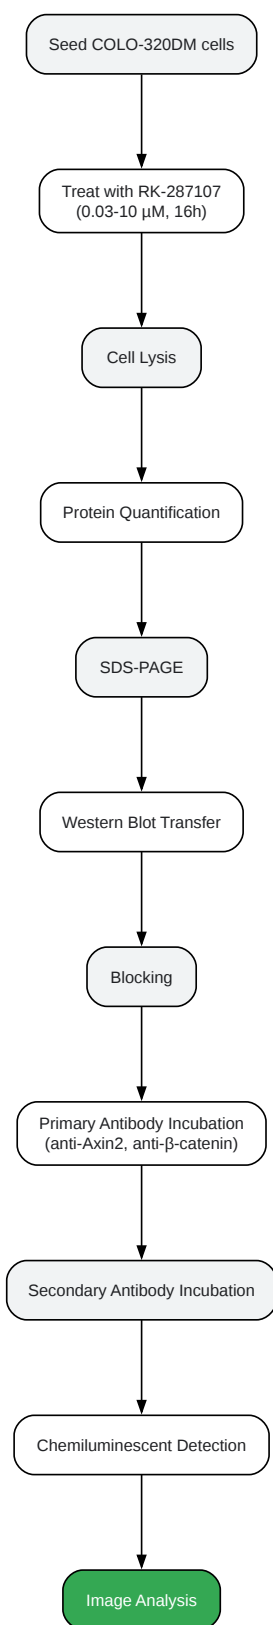 Seed COLO-320DM cells
Treat with RK-287107
(0.03-10 µM, 16h)
Cell Lysis
Protein Quantification
SDS-PAGE
Western Blot Transfer
Blocking
Primary Antibody Incubation
(anti-Axin2, anti-β-catenin)
Secondary Antibody Incubation
Chemiluminescent Detection
Image Analysis